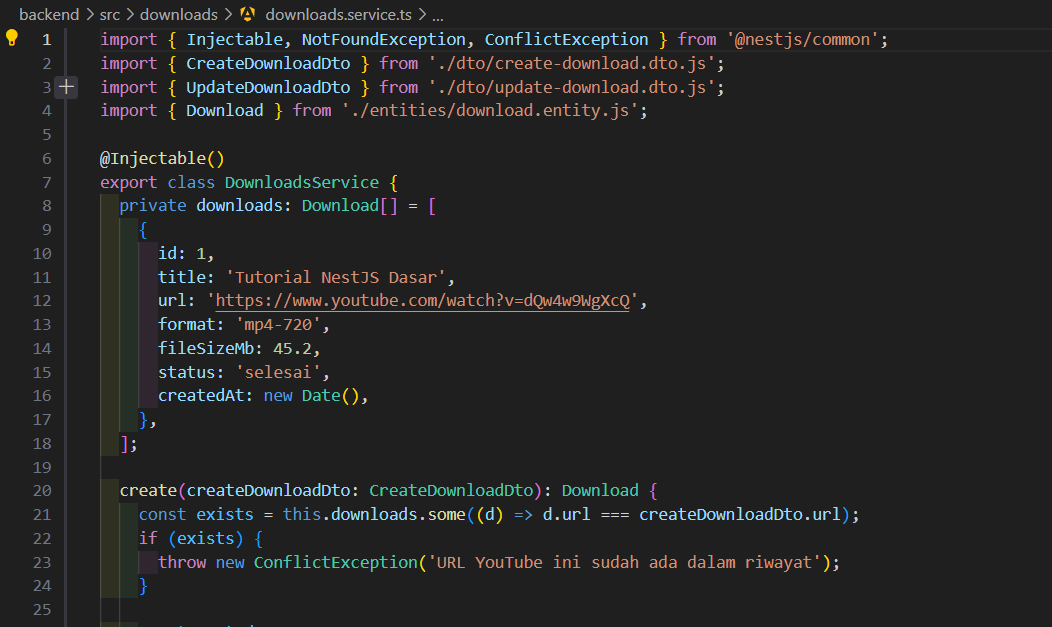 backend > src > downloads > downloads.service.ts > ...
1 import { Injectable, NotFoundException, ConflictException } from '@nestjs/common';
2 import { CreateDownloadDto } from './dto/create-download.dto.js';
3 import { UpdateDownloadDto } from './dto/update-download.dto.js';
4 import { Download } from './entities/download.entity.js';
5
6 @Injectable()
7 export class DownloadsService {
8   private downloads: Download[] = [
9     {
10       id: 1,
11       title: 'Tutorial NestJS Dasar',
12       url: 'https://www.youtube.com/watch?v=dQw4w9WgXcQ',
13       format: 'mp4-720',
14       fileSizeMb: 45.2,
15       status: 'selesai',
16       createdAt: new Date(),
17     },
18   ];
19
20   create(createDownloadDto: CreateDownloadDto): Download {
21     const exists = this.downloads.some((d) => d.url === createDownloadDto.url);
22     if (exists) {
23       throw new ConflictException('URL YouTube ini sudah ada dalam riwayat');
24     }
25